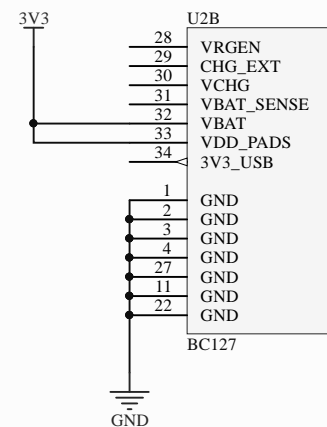 3V3
U2B
28 VRGEN
29 CHG_EXT
30 VCHG
31 VBAT_SENSE
32 VBAT
33 VDD_PADS
34 3V3_USB
1 GND
2 GND
3 GND
4 GND
27 GND
11 GND
22 GND
BC127
GND